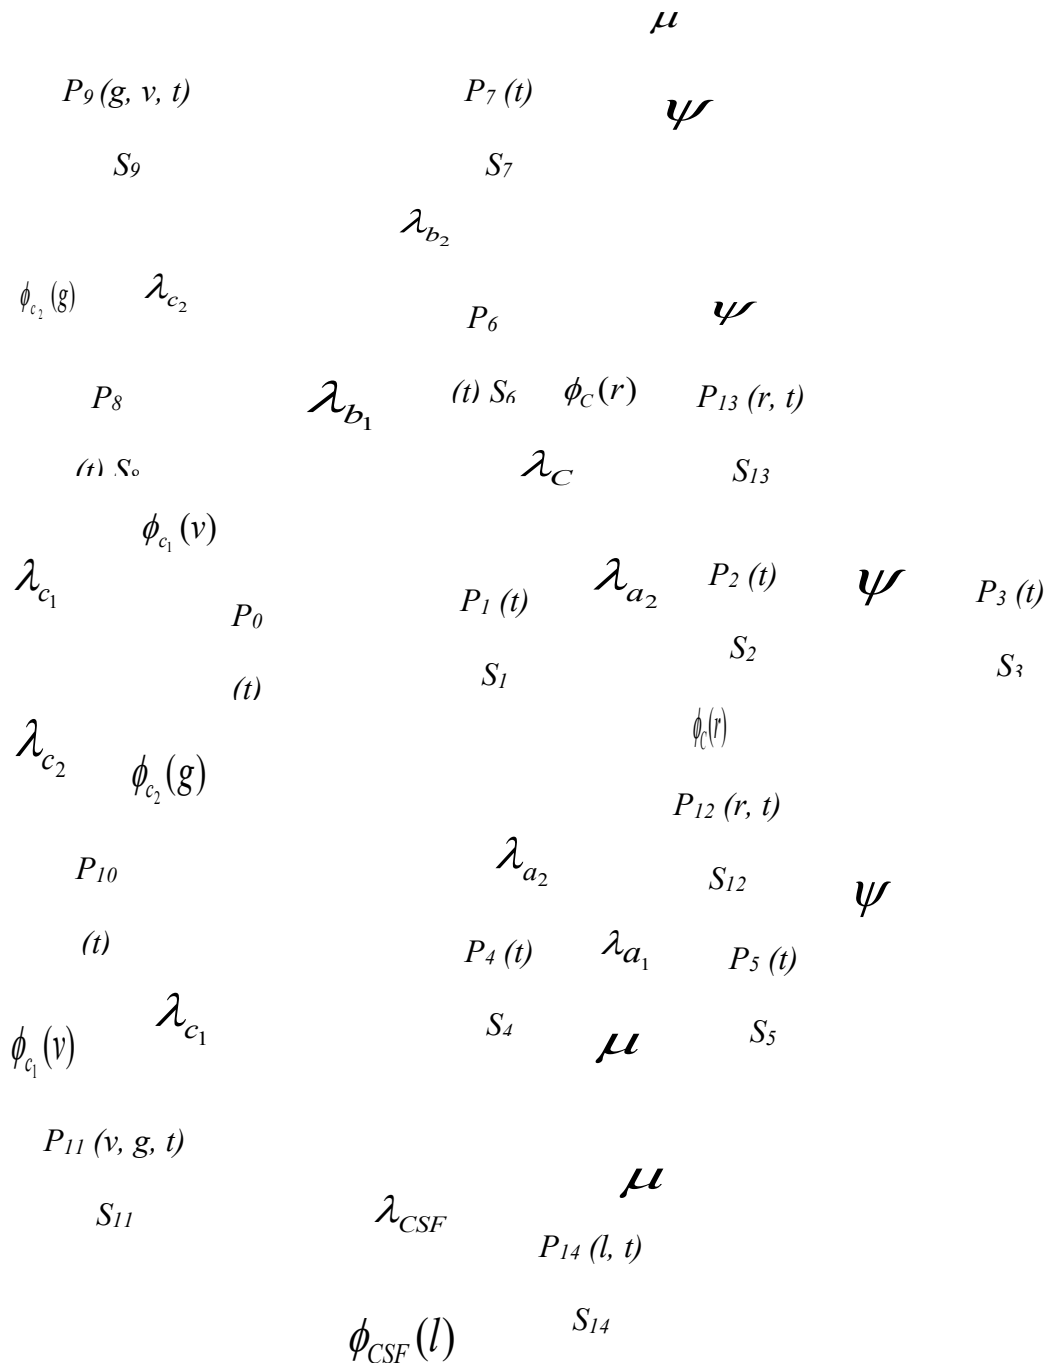 μ
P9 (g, v, t) P7 (t) ψ
S9 S7
λb2
ϕc2 (g) λc2 P6 ψ
P8 λb1 (t) S6 ϕC(r) P13 (r, t)
(t) S8 λC S13
ϕc1 (v)
λc1 P0 P1 (t) λa2 P2 (t) ψ P3 (t)
(t) S1 S2 S3
λc2 ϕc2 (g) ϕC(r)
P12 (r, t)
P10 λa2 S12 ψ
(t) P4 (t) λa1 P5 (t)
ϕc1 (v) λc1 S4 μ S5
P11 (v, g, t) μ
S11 λCSF P14 (l, t)
ϕCSF (l) S14